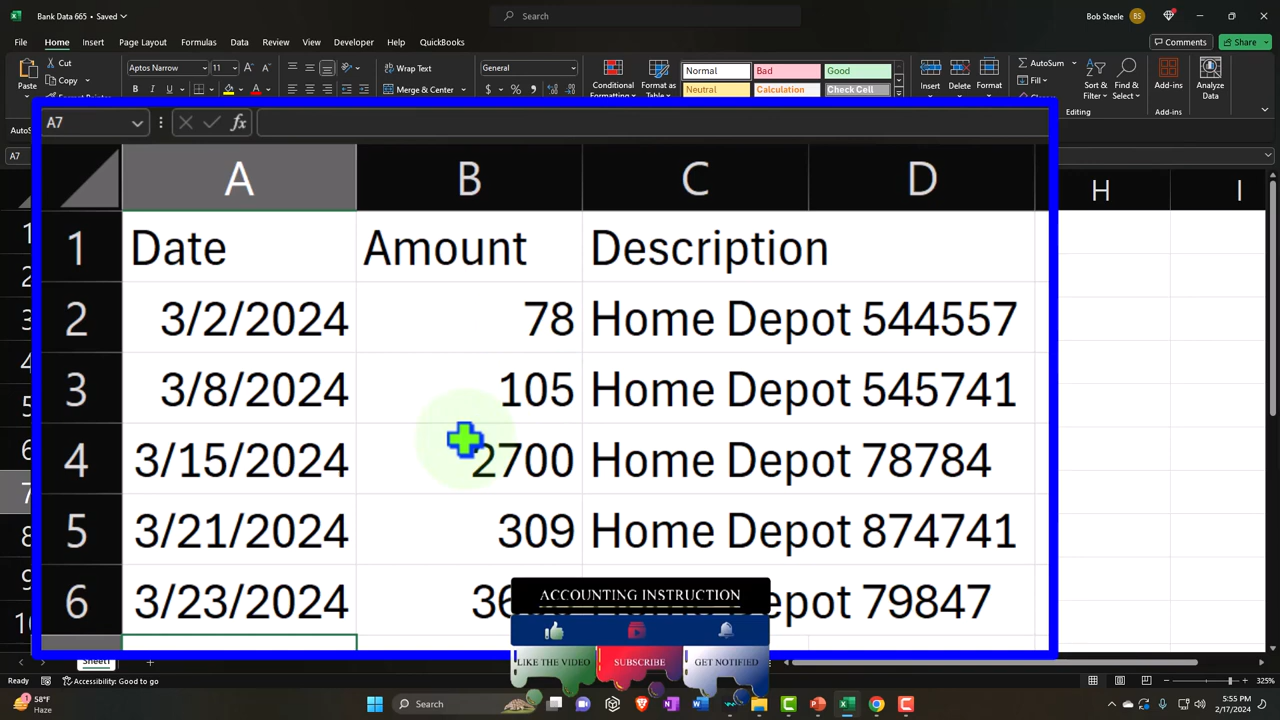 Bank Data 665 • Saved
Search
Bob Steele
BS
File
Home
Insert
Page Layout
Formulas
Data
Review
View
Developer
Help
QuickBooks
Comments
Share
Paste
Cut
Copy
Aptos Narrow
11
Wrap Text
Merge & Center
General
Conditional
Format as
Normal
Bad
Good
Neutral
Calculation
Check Cell
Insert
Delete
Format
AutoSum
Fill
Sort &
Filter
Find &
Select
Add-ins
Analyze
Data
Editing
Add-ins
A7
A7
H
I
A B C D
1 Date Amount Description
2 3/2/2024 78 Home Depot 544557
3 3/8/2024 105 Home Depot 545741
4 3/15/2024 2700 Home Depot 78784
5 3/21/2024 309 Home Depot 874741
6 3/23/2024 79847
ACCOUNTING INSTRUCTION
LIKE THE VIDEO
SUBSCRIBE
GET NOTIFIED
Sheet1
Ready
Accessibility: Good to go
325%
58°F
Haze
Search
5:55 PM
2/17/2024